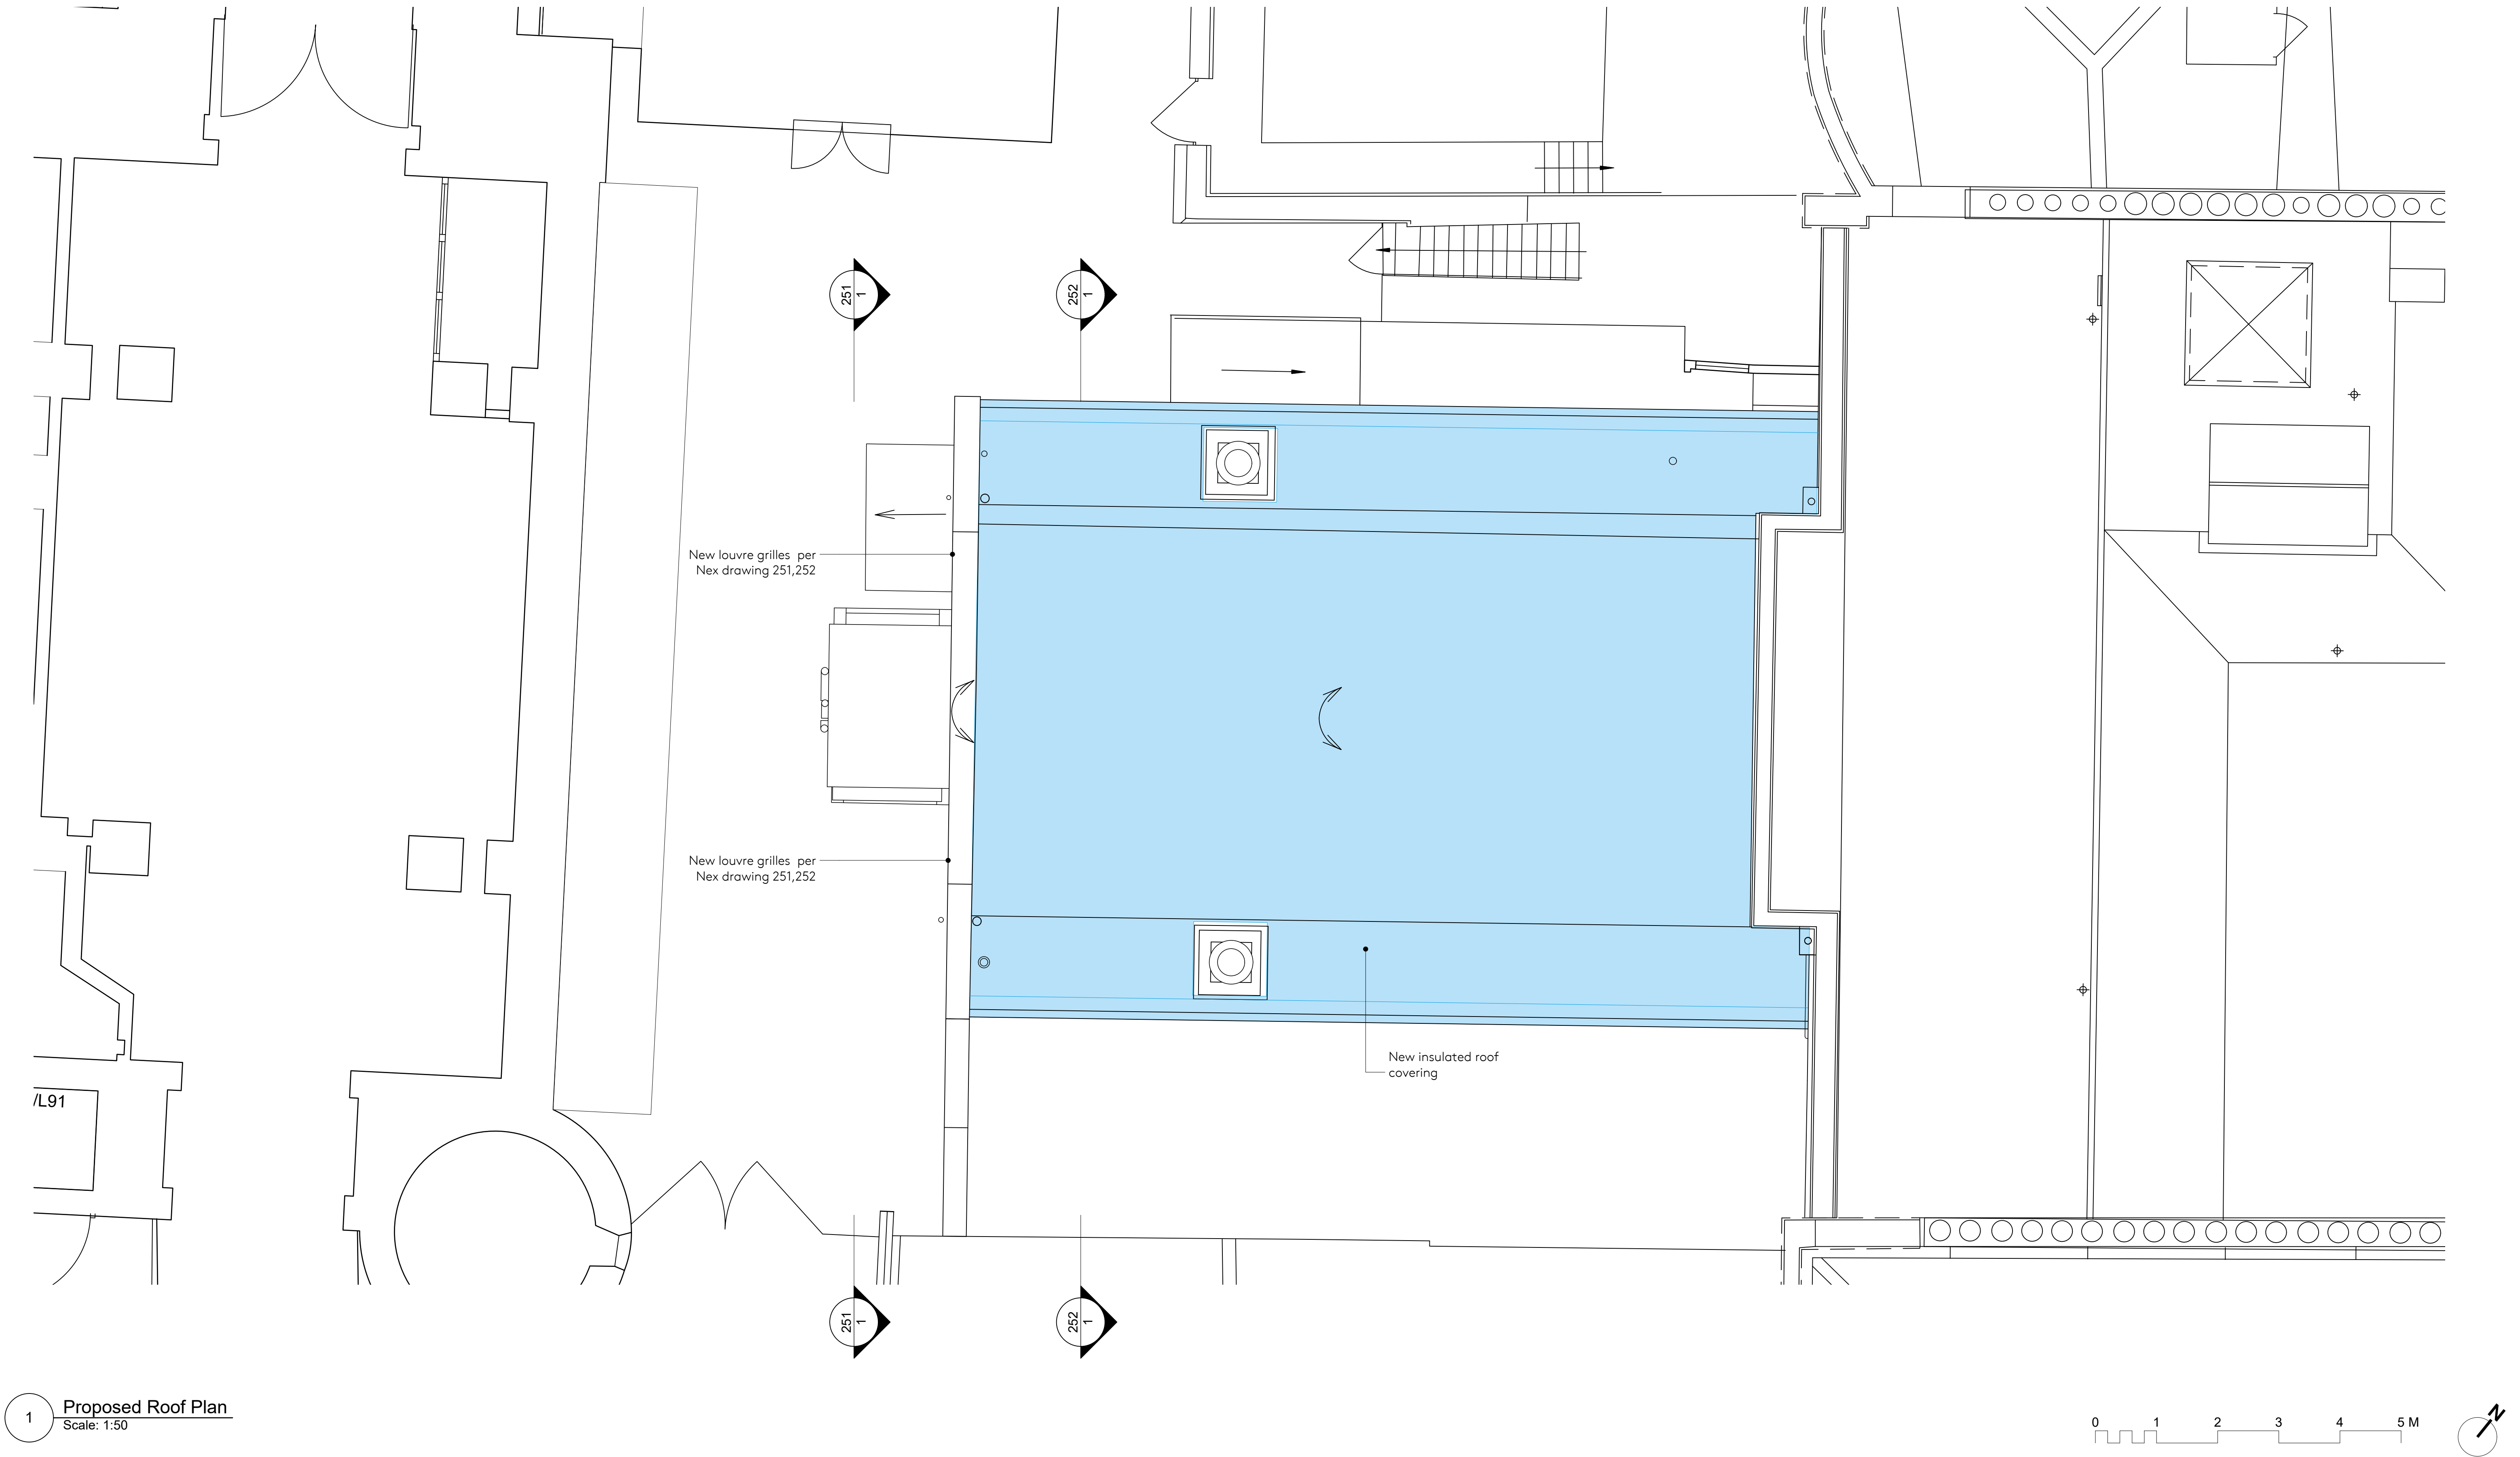 251
1
252
1
New louvre grilles per
Nex drawing 251,252
New louvre grilles per
Nex drawing 251,252
New insulated roof
covering
/L91
251
1
252
1
1
Proposed Roof Plan
Scale: 1:50
0 1 2 3 4 5 M
N